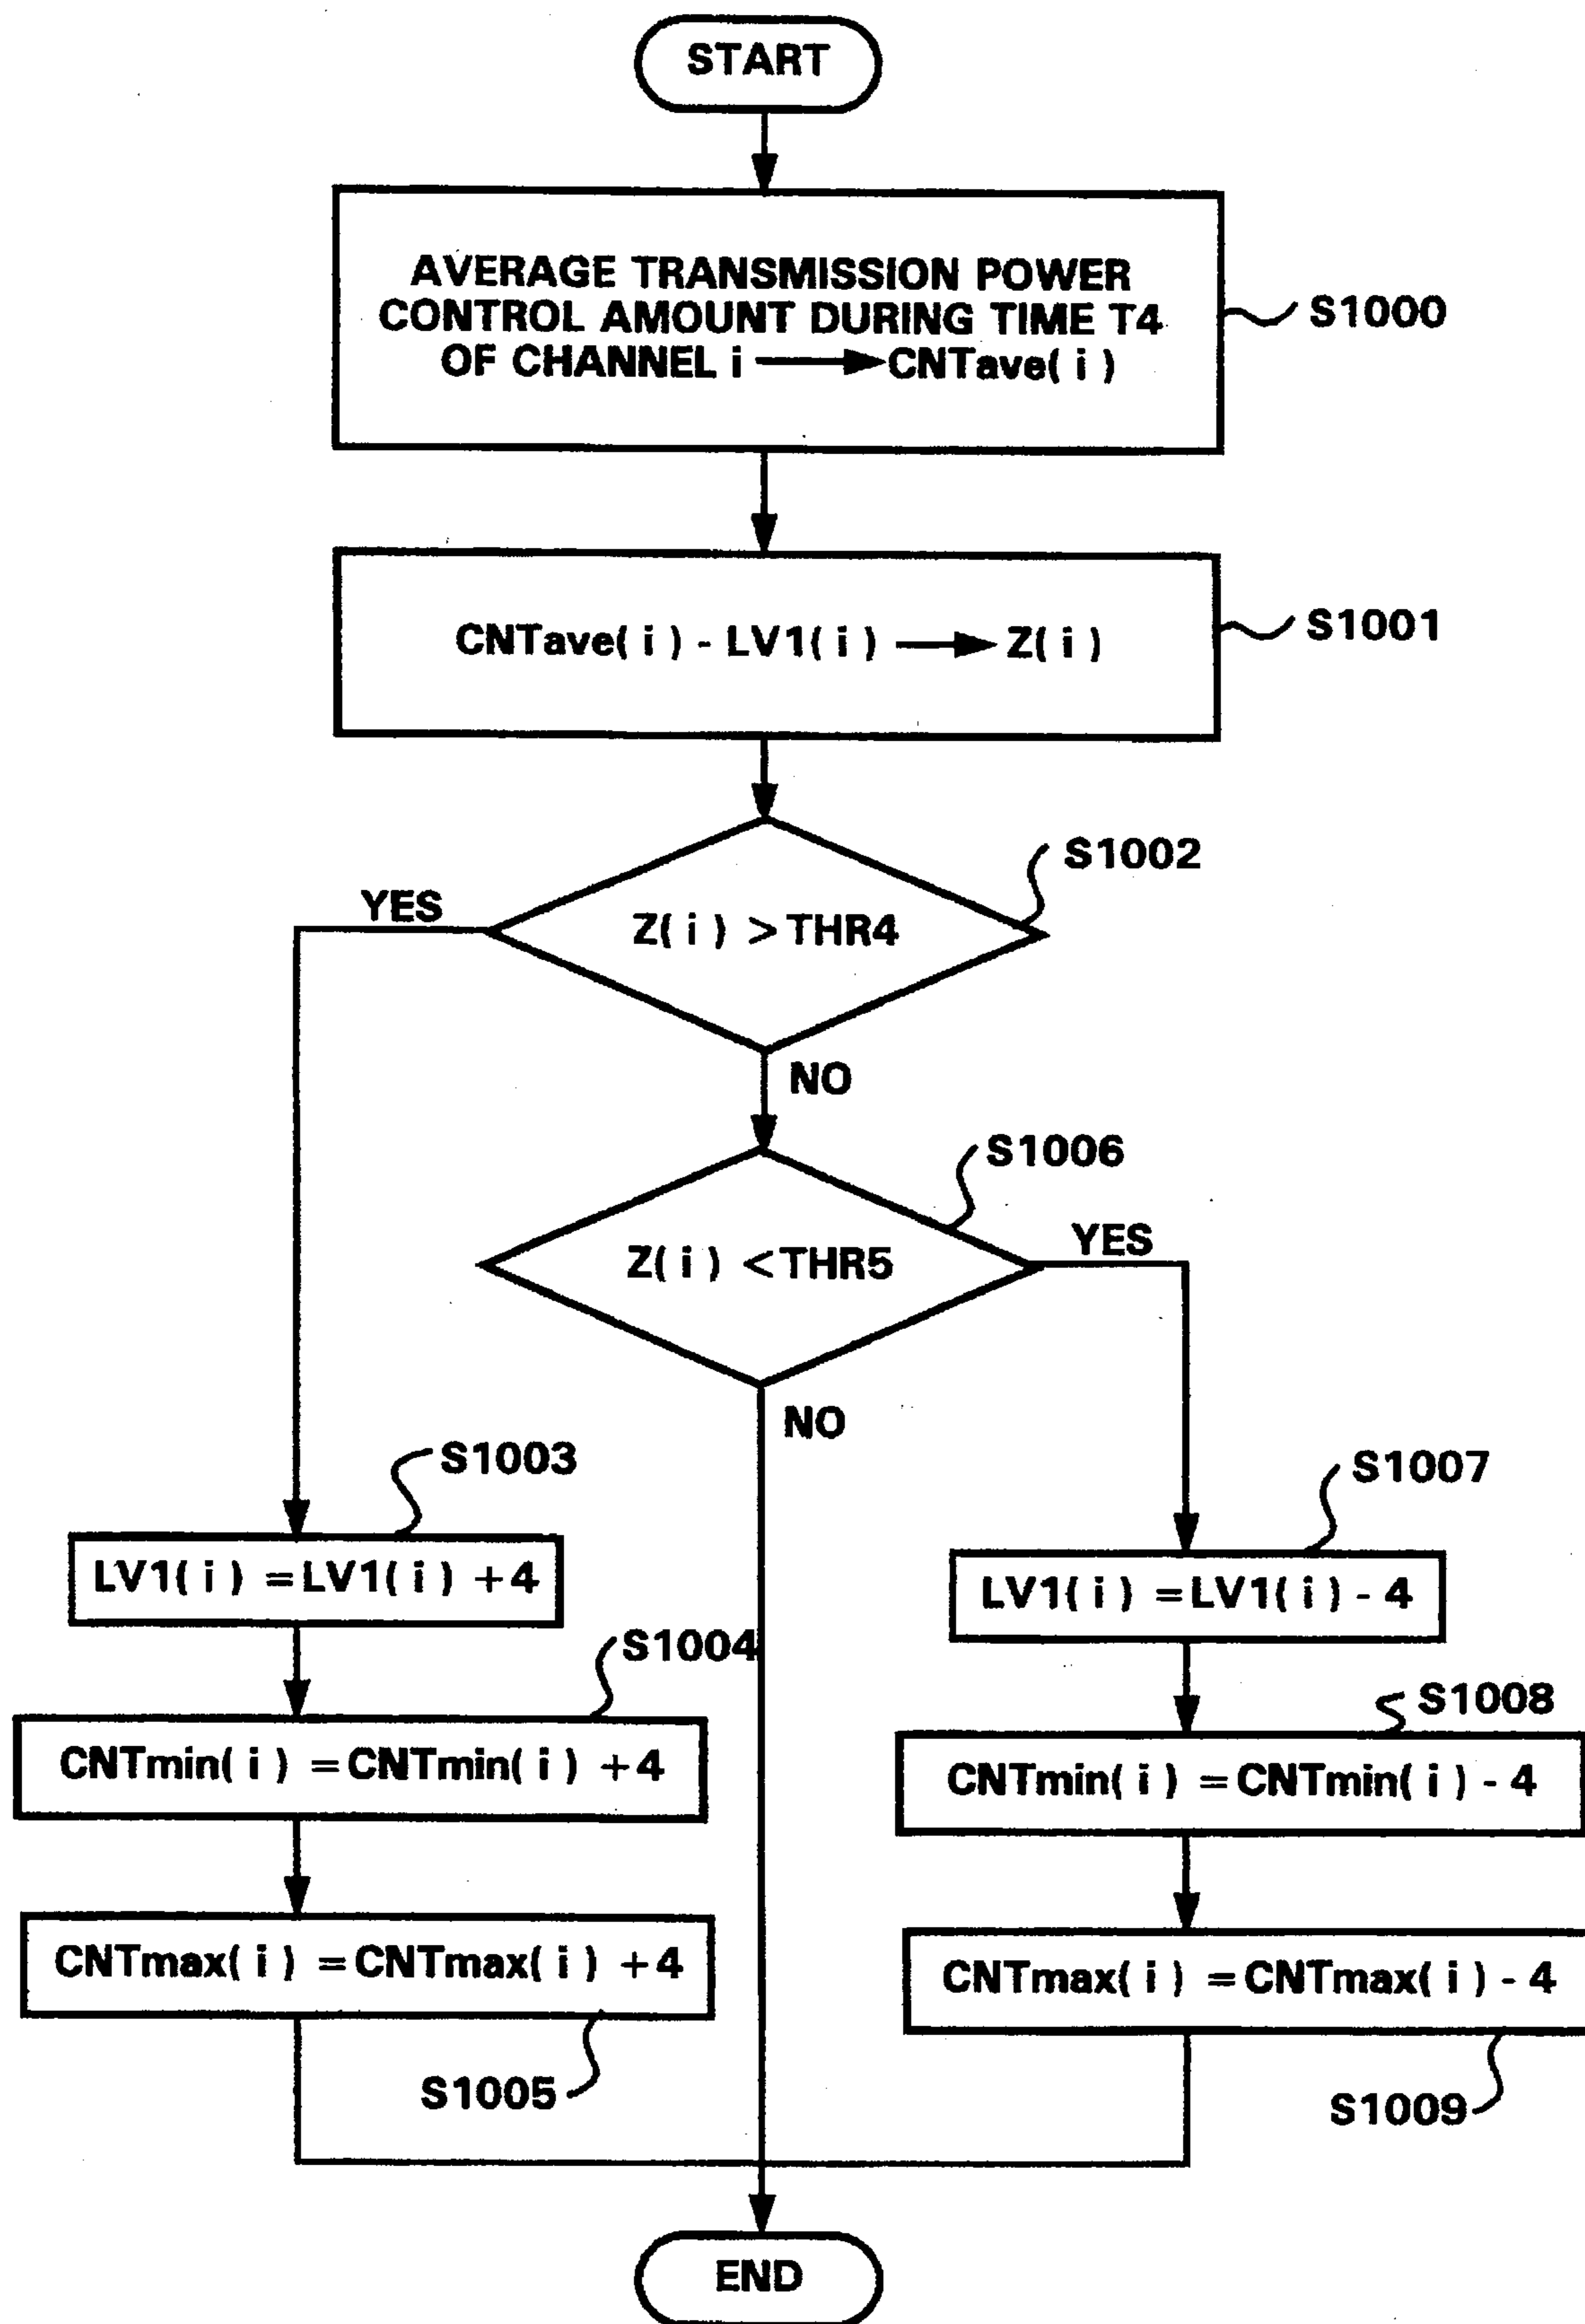 START
AVERAGE TRANSMISSION POWER
CONTROL AMOUNT DURING TIME T4
OF CHANNEL i → CNTave( i )
S1000
CNTave( i ) - LV1( i ) → Z( i )
S1001
S1002
YES
Z( i ) > THR4
NO
S1006
YES
Z( i ) < THR5
NO
S1003
S1007
LV1( i ) = LV1( i ) + 4
LV1( i ) = LV1( i ) - 4
S1004
S1008
CNTmin( i ) = CNTmin( i ) + 4
CNTmin( i ) = CNTmin( i ) - 4
CNTmax( i ) = CNTmax( i ) + 4
CNTmax( i ) = CNTmax( i ) - 4
S1005
S1009
END